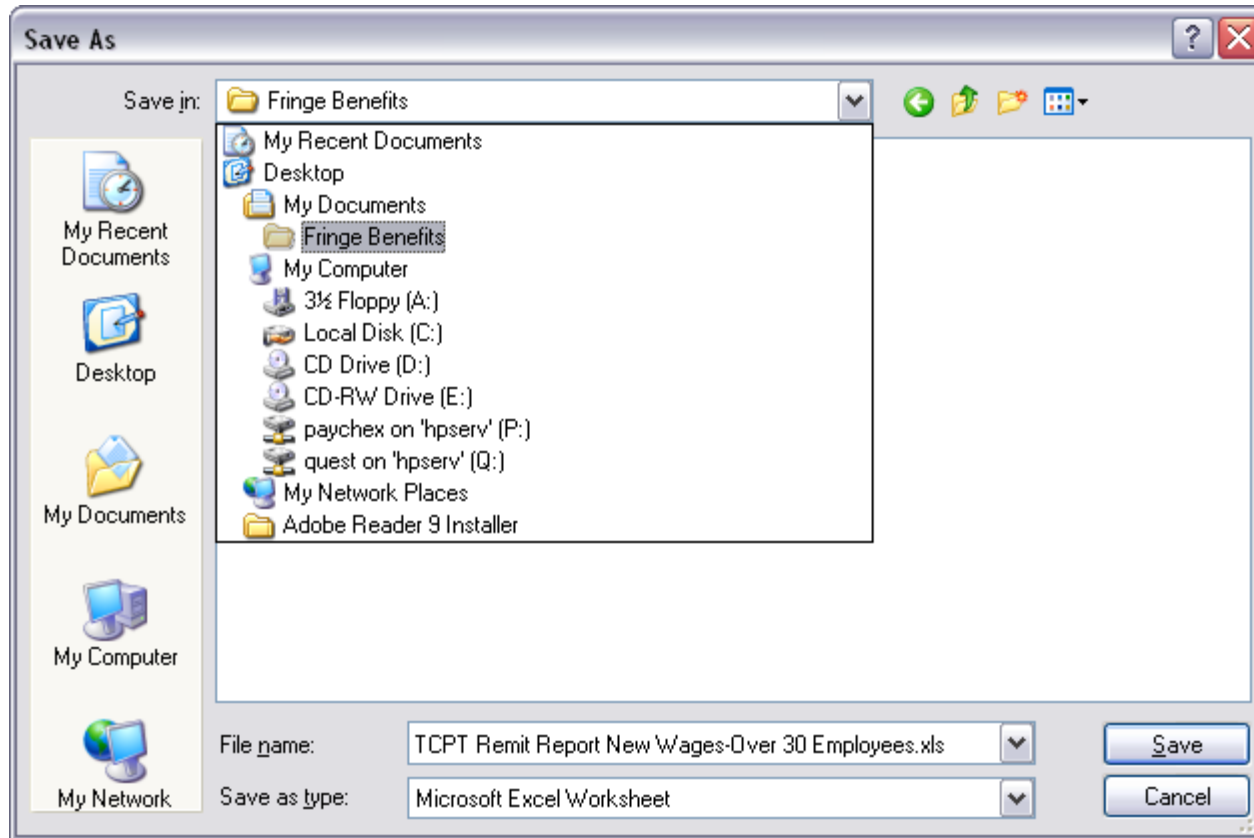 Save As
Save in:
Fringe Benefits
My Recent Documents
Desktop
My Documents
Fringe Benefits
My Computer
3½ Floppy (A:)
Local Disk (C:)
CD Drive (D:)
CD-RW Drive (E:)
paychex on 'hpserv' (P:)
quest on 'hpserv' (Q:)
My Network Places
Adobe Reader 9 Installer
My Recent
Documents
Desktop
My Documents
My Computer
My Network
File name:
TCPT Remit Report New Wages-Over 30 Employees.xls
Save
Save as type:
Microsoft Excel Worksheet
Cancel